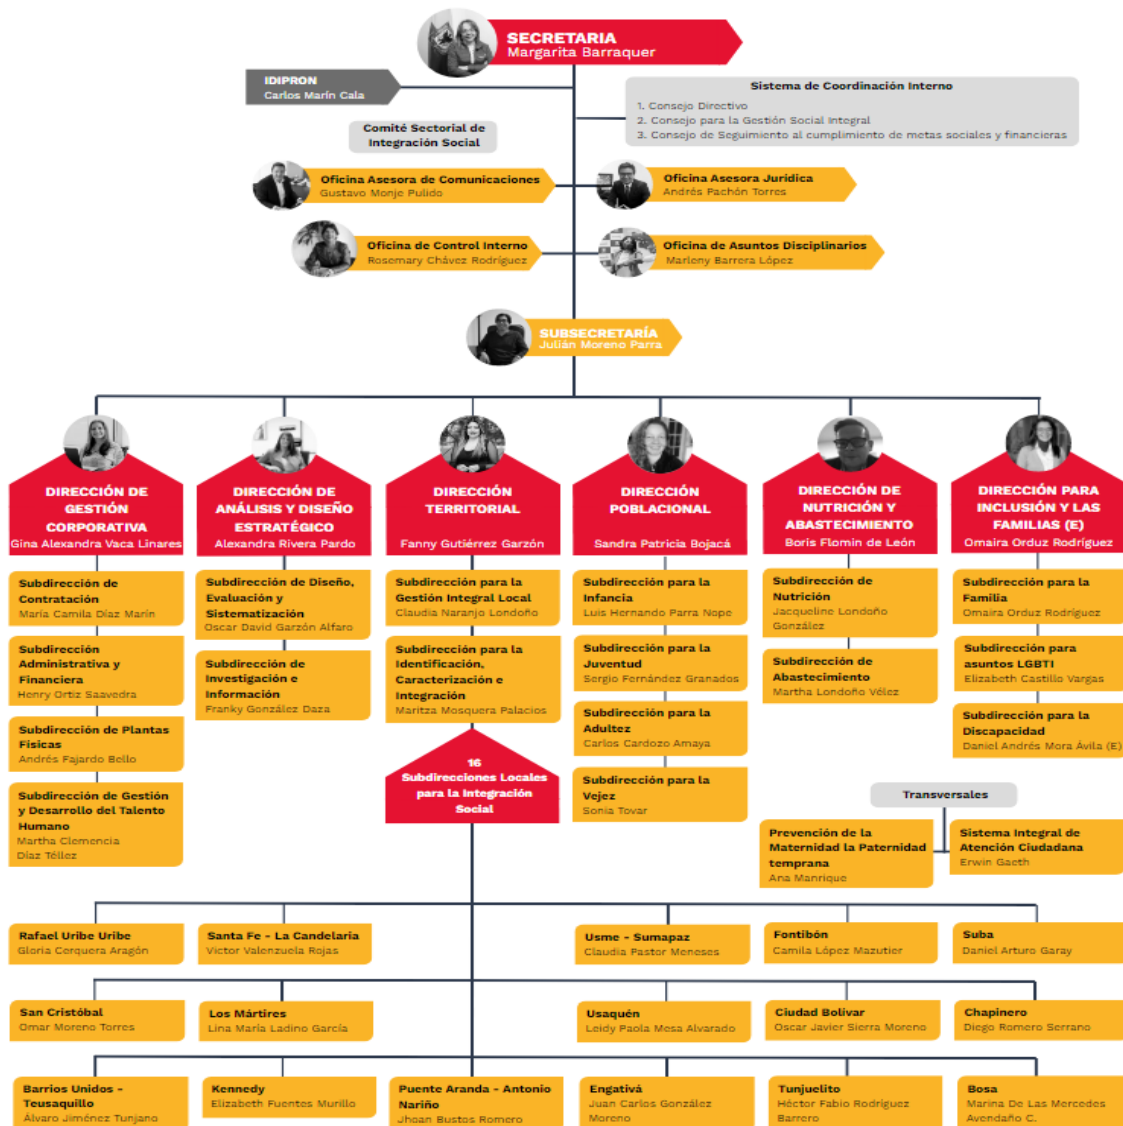 SECRETARIA
Margarita Barraquer
IDIPRON
Carlos Marín Cala
Sistema de Coordinación Interno
1. Consejo Directivo
2. Consejo para la Gestión Social Integral
3. Consejo de Seguimiento al cumplimiento de metas sociales y financieras
Comité Sectorial de
Integración Social
Oficina Asesora de Comunicaciones
Gustavo Monje Pulido
Oficina Asesora Jurídica
Andrés Pachón Torres
Oficina de Control Interno
Rosemary Chávez Rodríguez
Oficina de Asuntos Disciplinarios
Marleny Barrera López
SUBSECRETARÍA
Julián Moreno Parra
DIRECCIÓN DE
GESTIÓN
CORPORATIVA
Gina Alexandra Vaca Linares
DIRECCIÓN DE
ANÁLISIS Y DISEÑO
ESTRATÉGICO
Alexandra Rivera Pardo
DIRECCIÓN
TERRITORIAL
Fanny Gutiérrez Garzón
DIRECCIÓN
POBLACIONAL
Sandra Patricia Bojacá
DIRECCIÓN DE
NUTRICIÓN Y
ABASTECIMIENTO
Boris Flomin de León
DIRECCIÓN PARA
INCLUSIÓN Y LAS
FAMILIAS (E)
Omaira Orduz Rodríguez
Subdirección de
Contratación
María Camila Díaz Marín
Subdirección
Administrativa y
Financiera
Henry Ortiz Saavedra
Subdirección de Plantas
Físicas
Andrés Fajardo Bello
Subdirección de Gestión
y Desarrollo del Talento
Humano
Martha Clemencia
Díaz Téllez
Subdirección de Diseño,
Evaluación y
Sistematización
Oscar David Garzón Alfaro
Subdirección de
Investigación e
Información
Franky González Daza
Subdirección para la
Gestión Integral Local
Claudia Naranjo Londoño
Subdirección para la
Identificación,
Caracterización e
Integración
Maritza Mosquera Palacios
16
Subdirecciones Locales
para la Integración
Social
Subdirección para la
Infancia
Luis Hernando Parra Nope
Subdirección para la
Juventud
Sergio Fernández Granados
Subdirección para la
Adultez
Carlos Cardozo Amaya
Subdirección para la
Vejez
Sonia Tovar
Subdirección de
Nutrición
Jacqueline Londoño
González
Subdirección de
Abastecimiento
Martha Londoño Vélez
Subdirección para la
Familia
Omaira Orduz Rodríguez
Subdirección para
asuntos LGBTI
Elizabeth Castillo Vargas
Subdirección para la
Discapacidad
Daniel Andrés Mora Ávila (E)
Transversales
Prevención de la
Maternidad la Paternidad
temprana
Ana Manrique
Sistema Integral de
Atención Ciudadana
Erwin Gaeth
Rafael Uribe Uribe
Gloria Cerquera Aragón
Santa Fe - La Candelaria
Victor Valenzuela Rojas
Usme - Sumapaz
Claudia Pastor Meneses
Fontibón
Camila López Mazutier
Suba
Daniel Arturo Garay
San Cristóbal
Omar Moreno Torres
Los Mártires
Lina María Ladino García
Usaquén
Leidy Paola Mesa Alvarado
Ciudad Bolívar
Oscar Javier Sierra Moreno
Chapinero
Diego Romero Serrano
Barrios Unidos -
Teusaquillo
Álvaro Jiménez Tunjano
Kennedy
Elizabeth Fuentes Murillo
Puente Aranda - Antonio
Nariño
Jhoan Bustos Romero
Engativá
Juan Carlos González
Moreno
Tunjuelito
Héctor Fabio Rodríguez
Barrero
Bosa
Marina De Las Mercedes
Avendaño C.